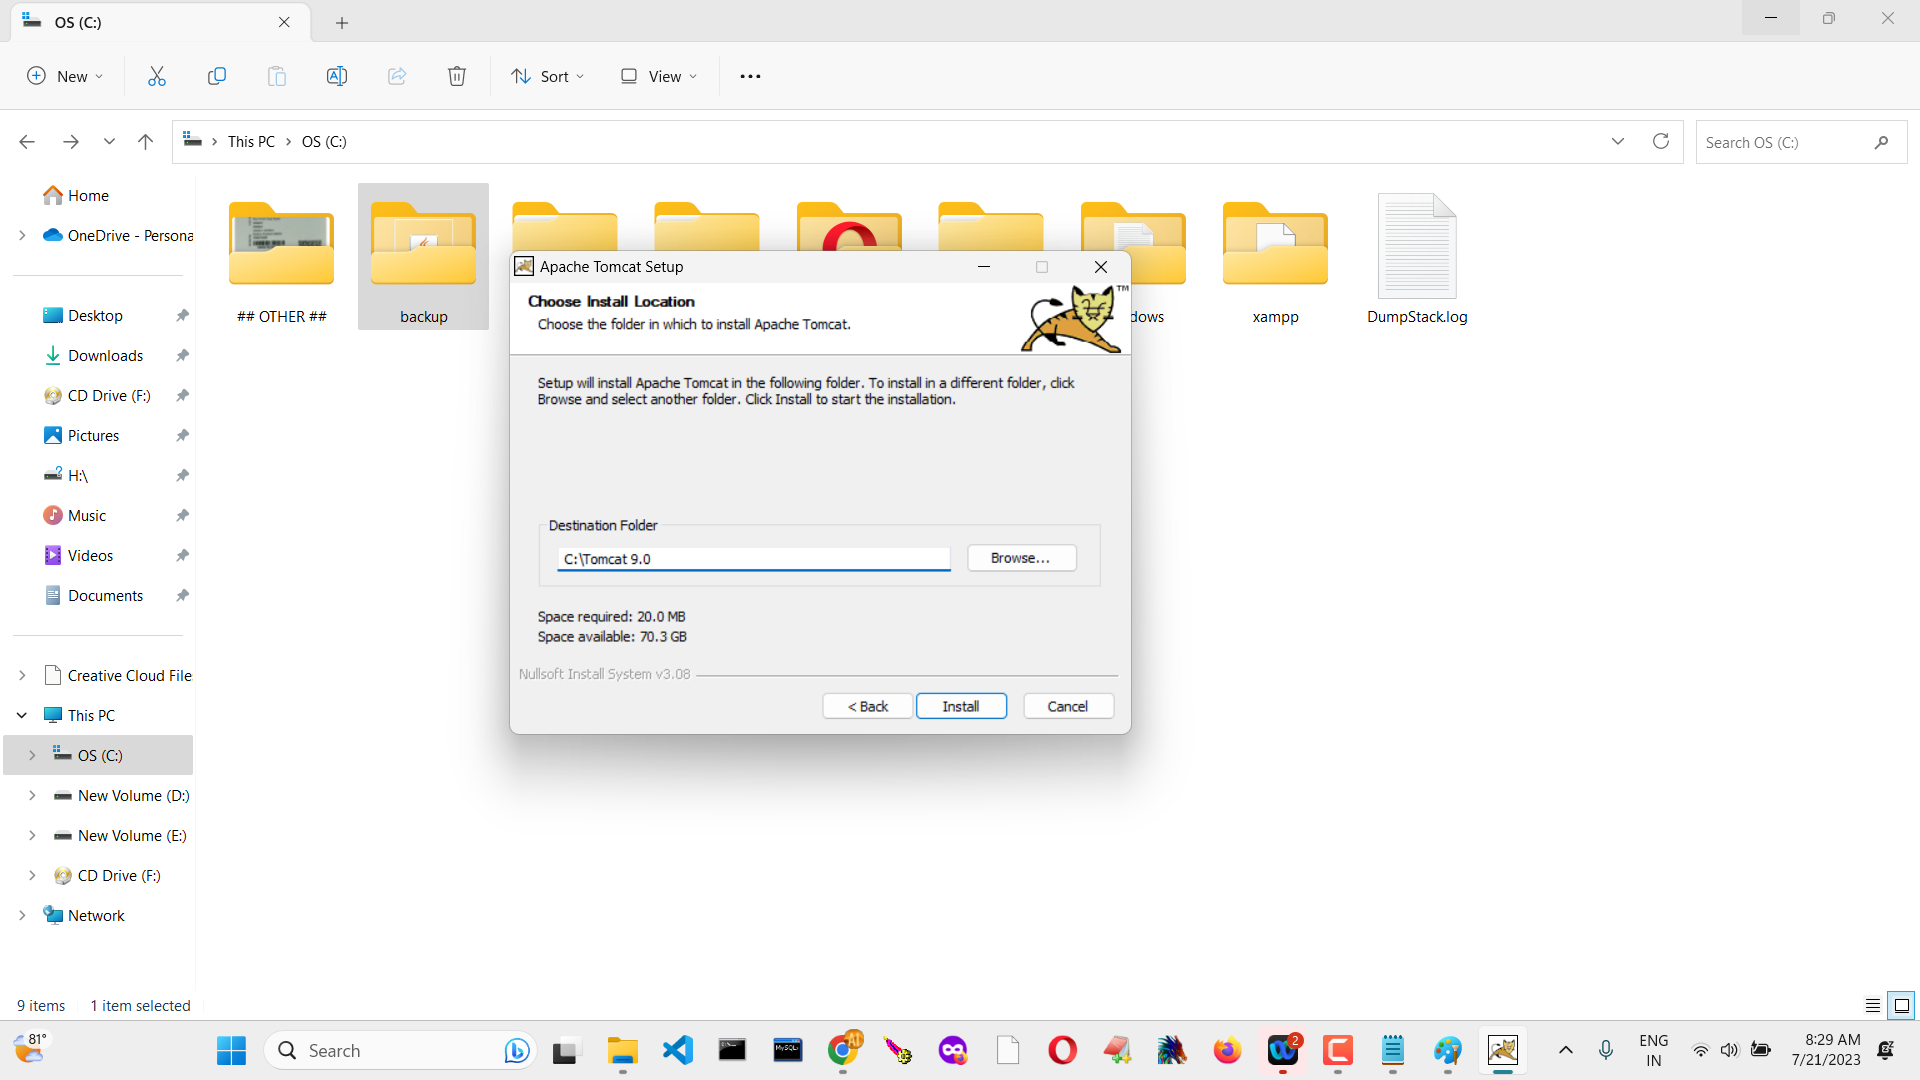 OS (C:)
New
Sort
View
This PC
OS (C:)
Search OS (C:)
Home
OneDrive - Persona
Desktop
Downloads
CD Drive (F:)
Pictures
H:\
Music
Videos
Documents
Creative Cloud File
This PC
OS (C:)
New Volume (D:)
New Volume (E:)
CD Drive (F:)
Network
## OTHER ##
backup
dows
xampp
DumpStack.log
Apache Tomcat Setup
Choose Install Location
Choose the folder in which to install Apache Tomcat.
TM
Setup will install Apache Tomcat in the following folder. To install in a different folder, click
Browse and select another folder. Click Install to start the installation.
Destination Folder
C:\Tomcat 9.0
Browse...
Space required: 20.0 MB
Space available: 70.3 GB
Nullsoft Install System v3.08
< Back
Install
Cancel
9 items
1 item selected
81°
Search
MySQL
2
ENG
IN
8:29 AM
7/21/2023